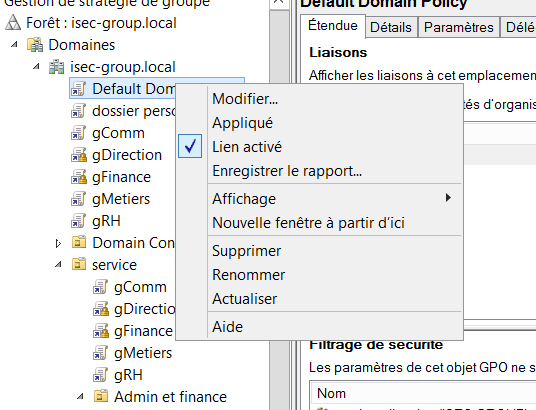 Gestion de stratégie de groupe
Forêt : isec-group.local
Domaines
isec-group.local
Default Dom
dossier perso
gComm
gDirection
gFinance
gMetiers
gRH
Domain Con
service
gComm
gDirectio
gFinance
gMetiers
gRH
Admin et finance
Modifier...
Appliqué
Lien activé
Enregistrer le rapport...
Affichage
Nouvelle fenêtre à partir d'ici
Supprimer
Renommer
Actualiser
Aide
Default Domain Policy
Étendue
Détails
Paramètres
Délé
Liaisons
Afficher les liaisons à cet emplacemen
tés d'organis
Filtrage de sécurité
Les paramètres de cet objet GPO ne s
Nom